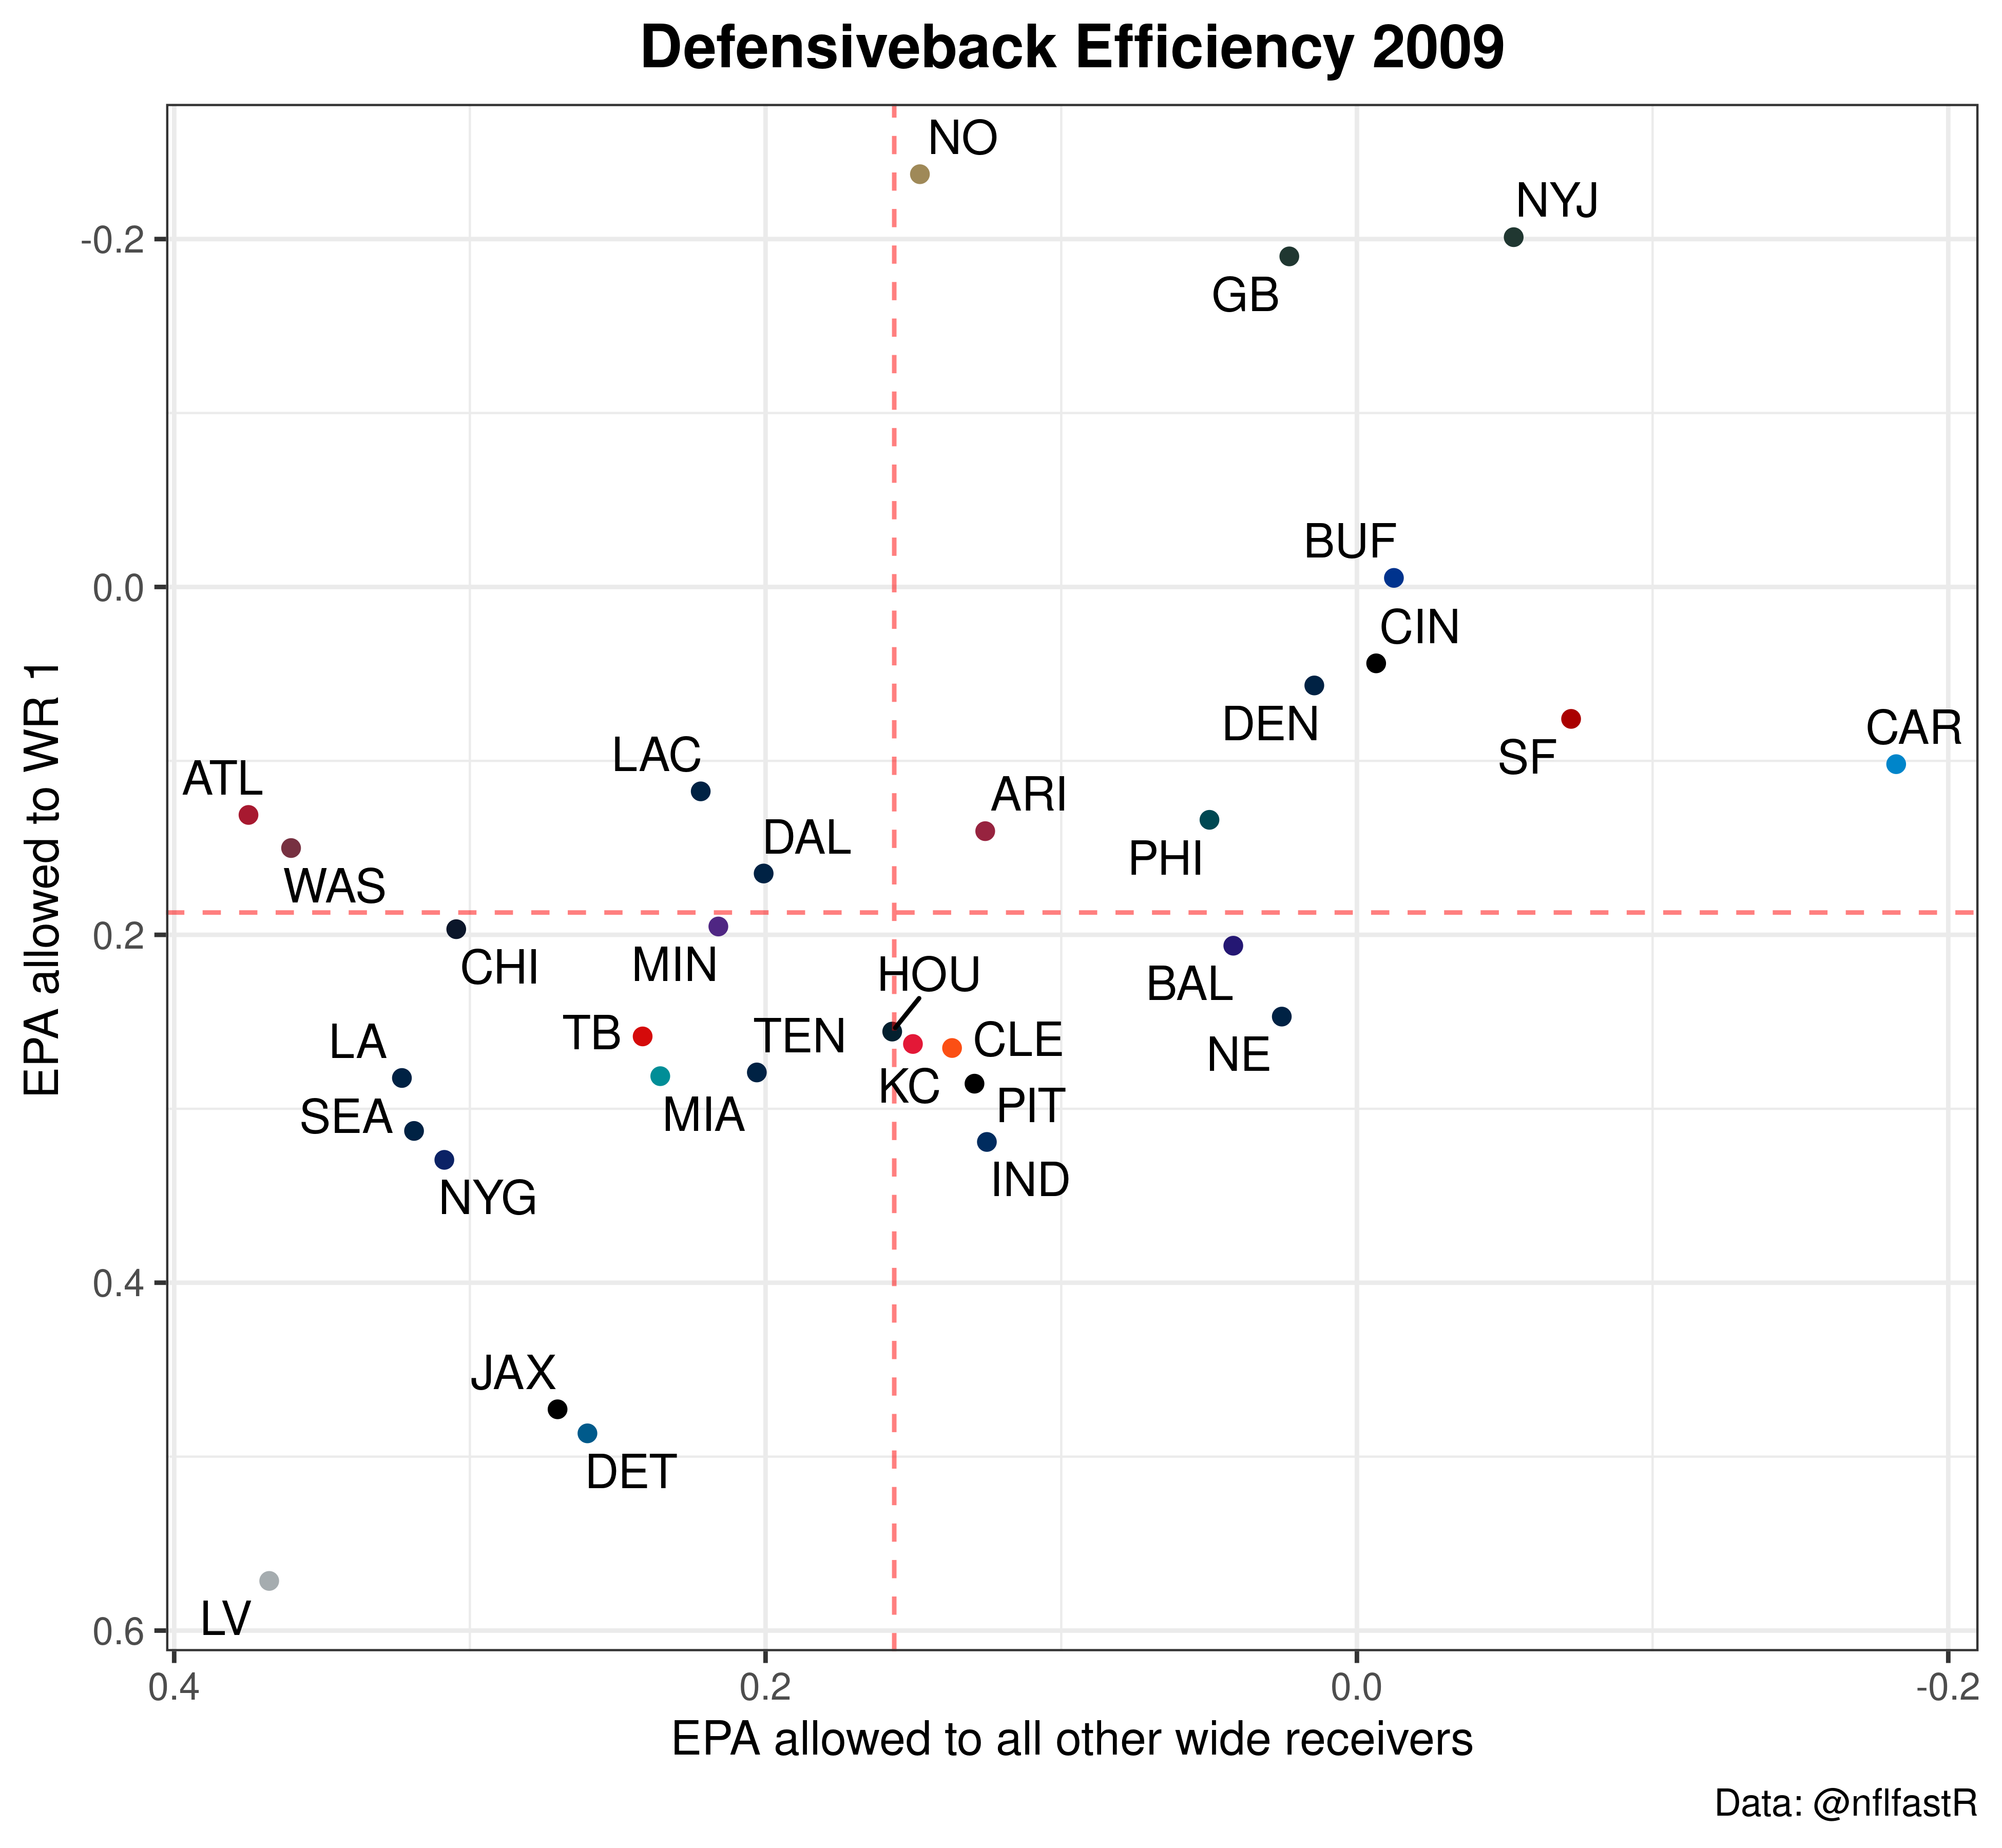 Defensiveback Efficiency 2009
NO
NYJ
-0.2
GB
BUF
0.0
CIN
DEN
CAR
LAC
SF
ATL
ARI
DAL
PHI
WAS
0.2
CHI
MIN
HOU
BAL
LA
TB
TEN
CLE
NE
KC
SEA
MIA
PIT
NYG
IND
0.4
JAX
DET
LV
0.6
EPA allowed to WR 1
0.4
0.2
0.0
-0.2
EPA allowed to all other wide receivers
Data: @nflfastR